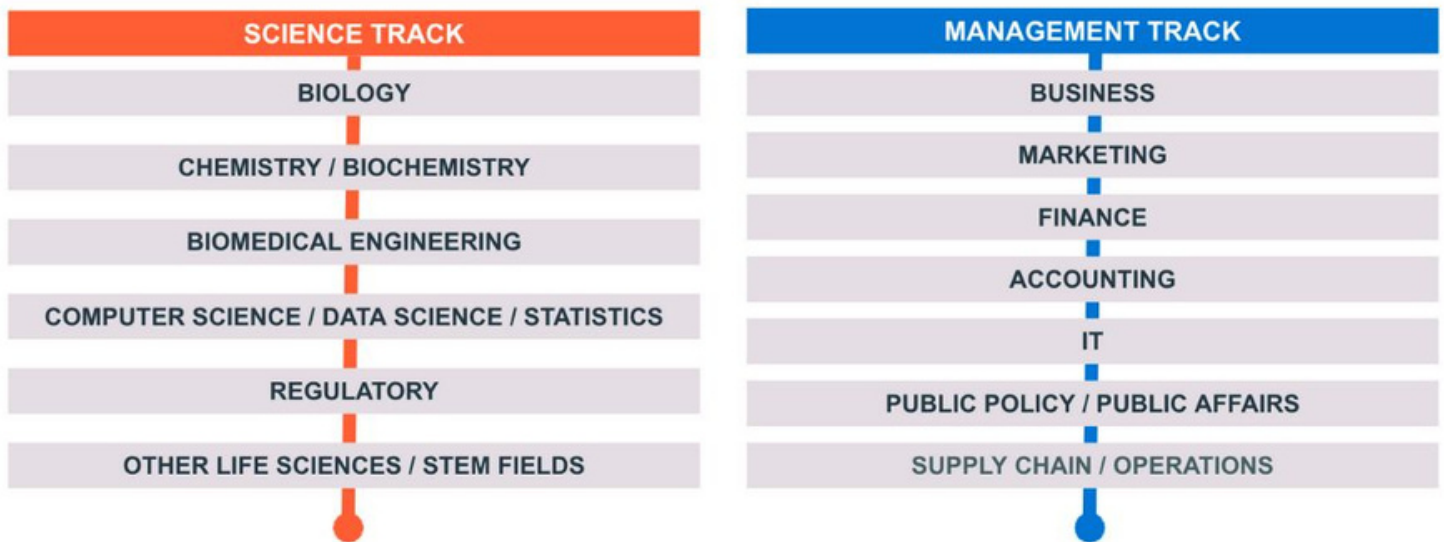 SCIENCE TRACK
BIOLOGY
CHEMISTRY / BIOCHEMISTRY
BIOMEDICAL ENGINEERING
COMPUTER SCIENCE / DATA SCIENCE / STATISTICS
REGULATORY
OTHER LIFE SCIENCES / STEM FIELDS
MANAGEMENT TRACK
BUSINESS
MARKETING
FINANCE
ACCOUNTING
IT
PUBLIC POLICY / PUBLIC AFFAIRS
SUPPLY CHAIN / OPERATIONS